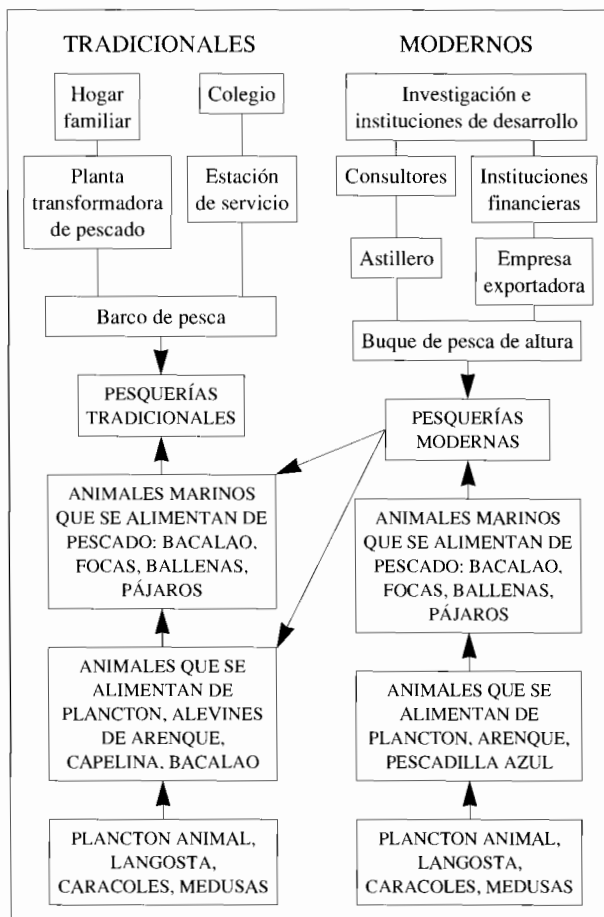 TRADICIONALES
Hogar
familiar
Colegio
Planta
transformadora
de pescado
Estación
de servicio
Barco de pesca
PESQUERÍAS
TRADICIONALES
ANIMALES MARINOS
QUE SE ALIMENTAN DE
PESCADO: BACALAO,
FOCAS, BALLENAS,
PÁJAROS
ANIMALES QUE SE
ALIMENTAN DE
PLANCTON, ALEVINES
DE ARENQUE,
CAPELINA, BACALAO
PLANCTON ANIMAL,
LANGOSTA,
CARACOLES, MEDUSAS
MODERNOS
Investigación e
instituciones de desarrollo
Consultores
Instituciones
financieras
Astillero
Empresa
exportadora
Buque de pesca de altura
PESQUERÍAS
MODERNAS
ANIMALES MARINOS
QUE SE ALIMENTAN DE
PESCADO: BACALAO,
FOCAS, BALLENAS,
PÁJAROS
ANIMALES QUE SE
ALIMENTAN DE
PLANCTON, ARENQUE,
PESCADILLA AZUL
PLANCTON ANIMAL,
LANGOSTA,
CARACOLES, MEDUSAS